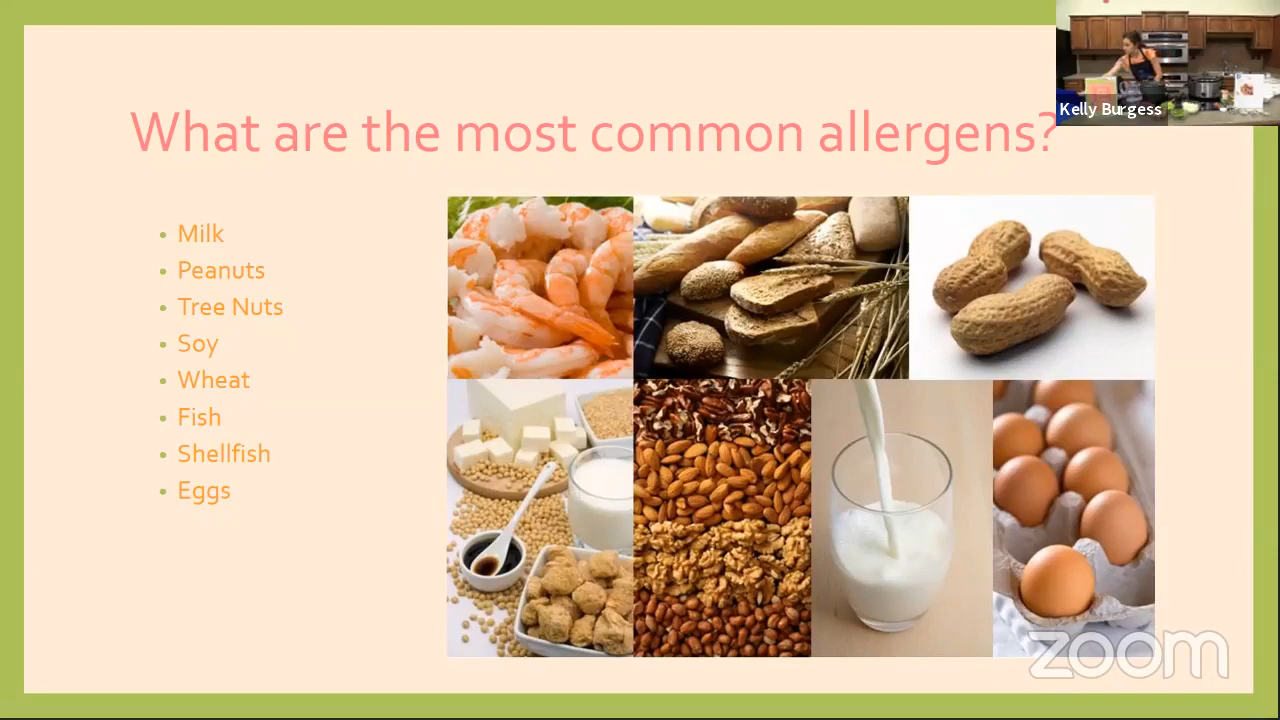 What are the most common allergens?
Kelly Burgess
Milk
Peanuts
Tree Nuts
Soy
Wheat
Fish
Shellfish
Eggs
zoom